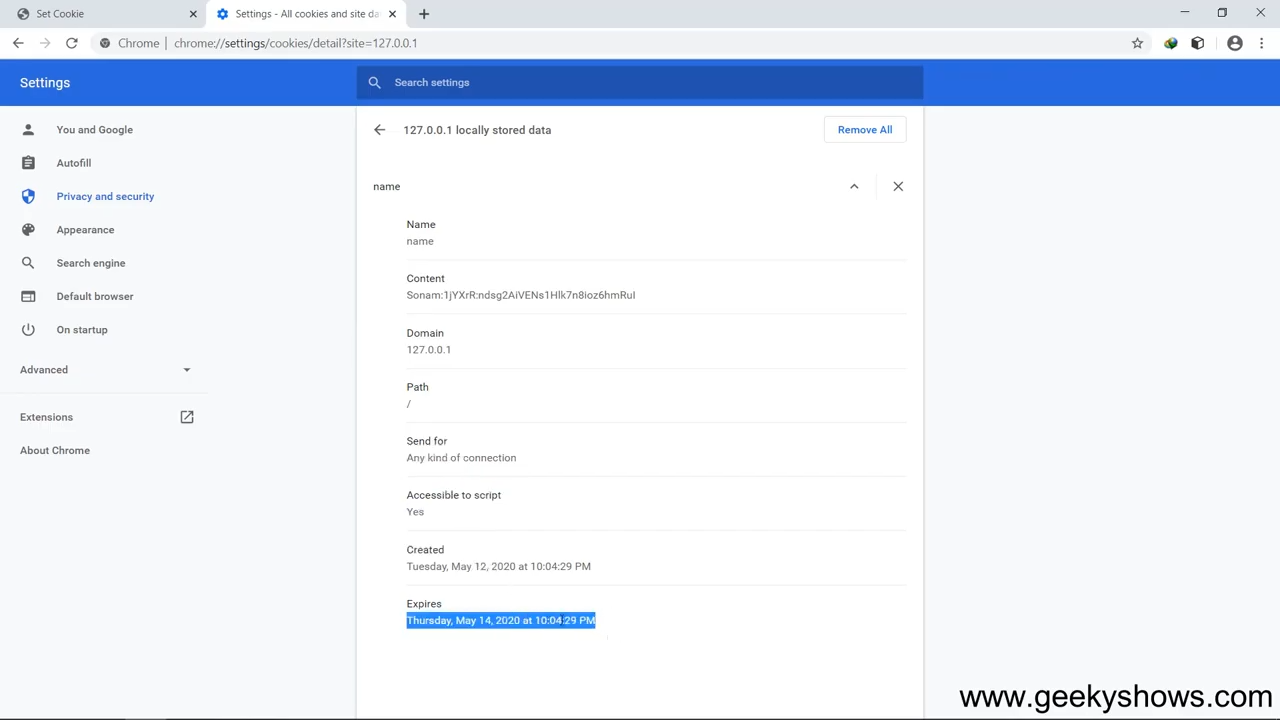 Set Cookie
Settings - All cookies and site da
Chrome
chrome://settings/cookies/detail?site=127.0.0.1
Settings
Search settings
You and Google
Autofill
Privacy and security
Appearance
Search engine
Default browser
On startup
Advanced
Extensions
About Chrome
127.0.0.1 locally stored data
Remove All
name
Name
name
Content
Sonam:1jYXrR:ndsg2AiVENs1Hlk7n8ioz6hmRuI
Domain
127.0.0.1
Path
/
Send for
Any kind of connection
Accessible to script
Yes
Created
Tuesday, May 12, 2020 at 10:04:29 PM
Expires
Thursday, May 14, 2020 at 10:04:29 PM
www.geekyshows.com